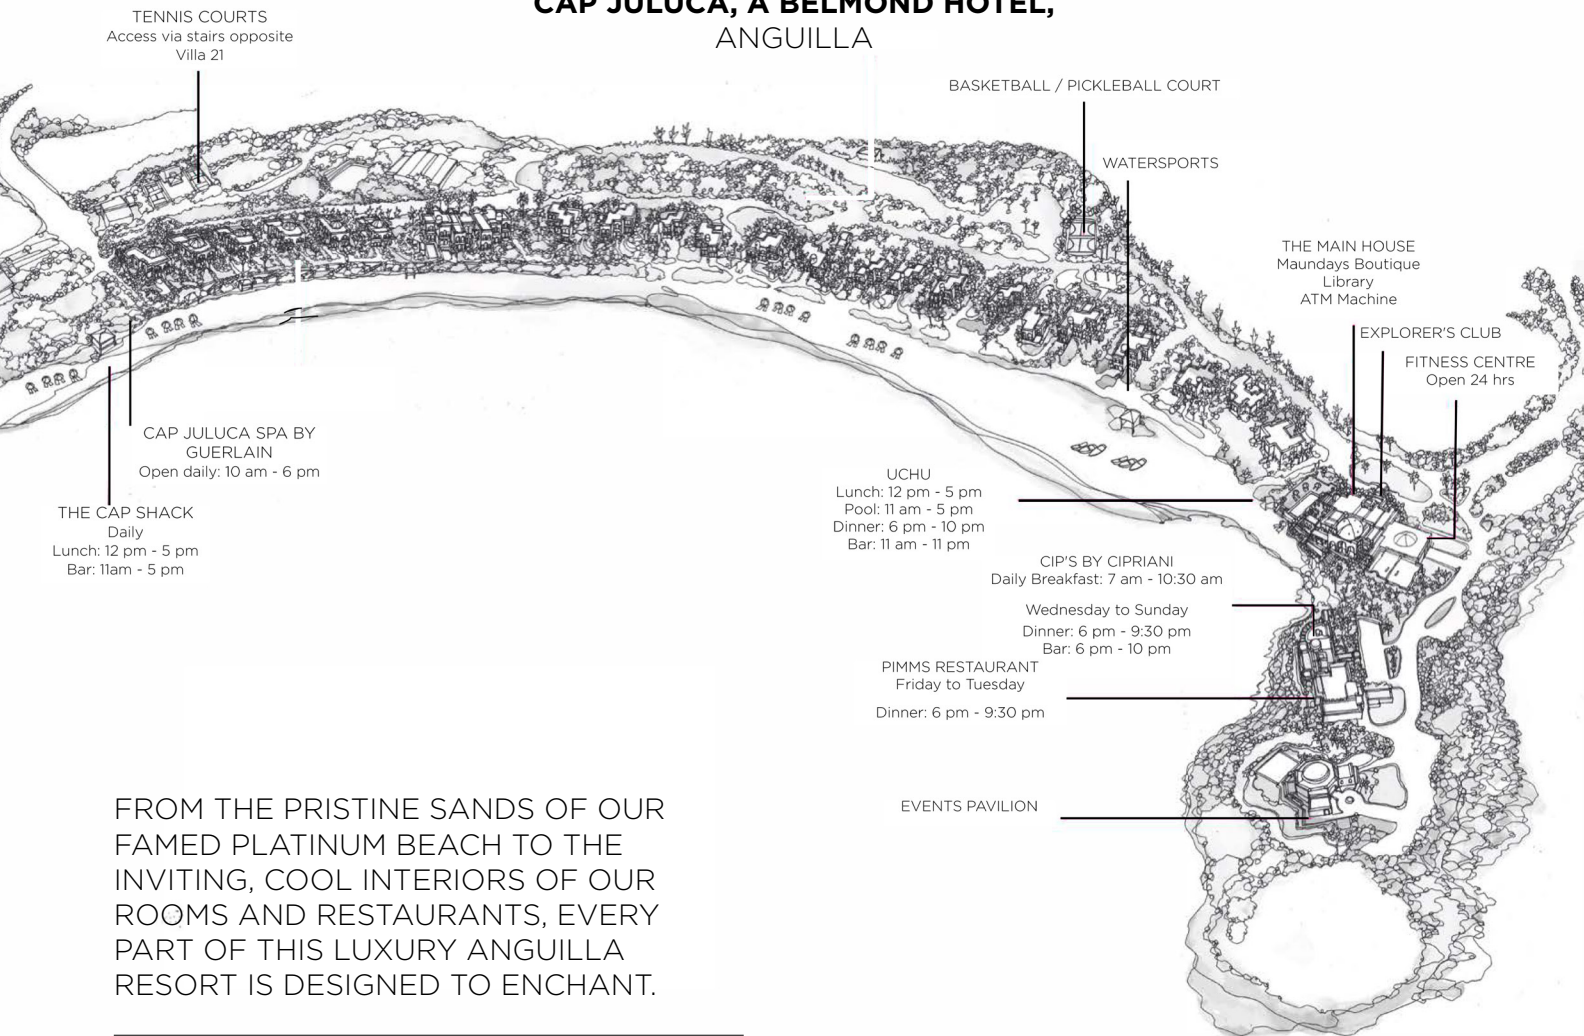 CAP JULUCA, A BELMOND HOTEL,
ANGUILLA
TENNIS COURTS
Access via stairs opposite
Villa 21
BASKETBALL / PICKLEBALL COURT
WATERSPORTS
THE MAIN HOUSE
Maundays Boutique
Library
ATM Machine
EXPLORER'S CLUB
FITNESS CENTRE
Open 24 hrs
CAP JULUCA SPA BY
GUERLAIN
Open daily: 10 am - 6 pm
THE CAP SHACK
Daily
Lunch: 12 pm - 5 pm
Bar: 11am - 5 pm
UCHU
Lunch: 12 pm - 5 pm
Pool: 11 am - 5 pm
Dinner: 6 pm - 10 pm
Bar: 11 am - 11 pm
CIP'S BY CIPRIANI
Daily Breakfast: 7 am - 10:30 am
Wednesday to Sunday
Dinner: 6 pm - 9:30 pm
Bar: 6 pm - 10 pm
PIMMS RESTAURANT
Friday to Tuesday
Dinner: 6 pm - 9:30 pm
EVENTS PAVILION
FROM THE PRISTINE SANDS OF OUR
FAMED PLATINUM BEACH TO THE
INVITING, COOL INTERIORS OF OUR
ROOMS AND RESTAURANTS, EVERY
PART OF THIS LUXURY ANGUILLA
RESORT IS DESIGNED TO ENCHANT.